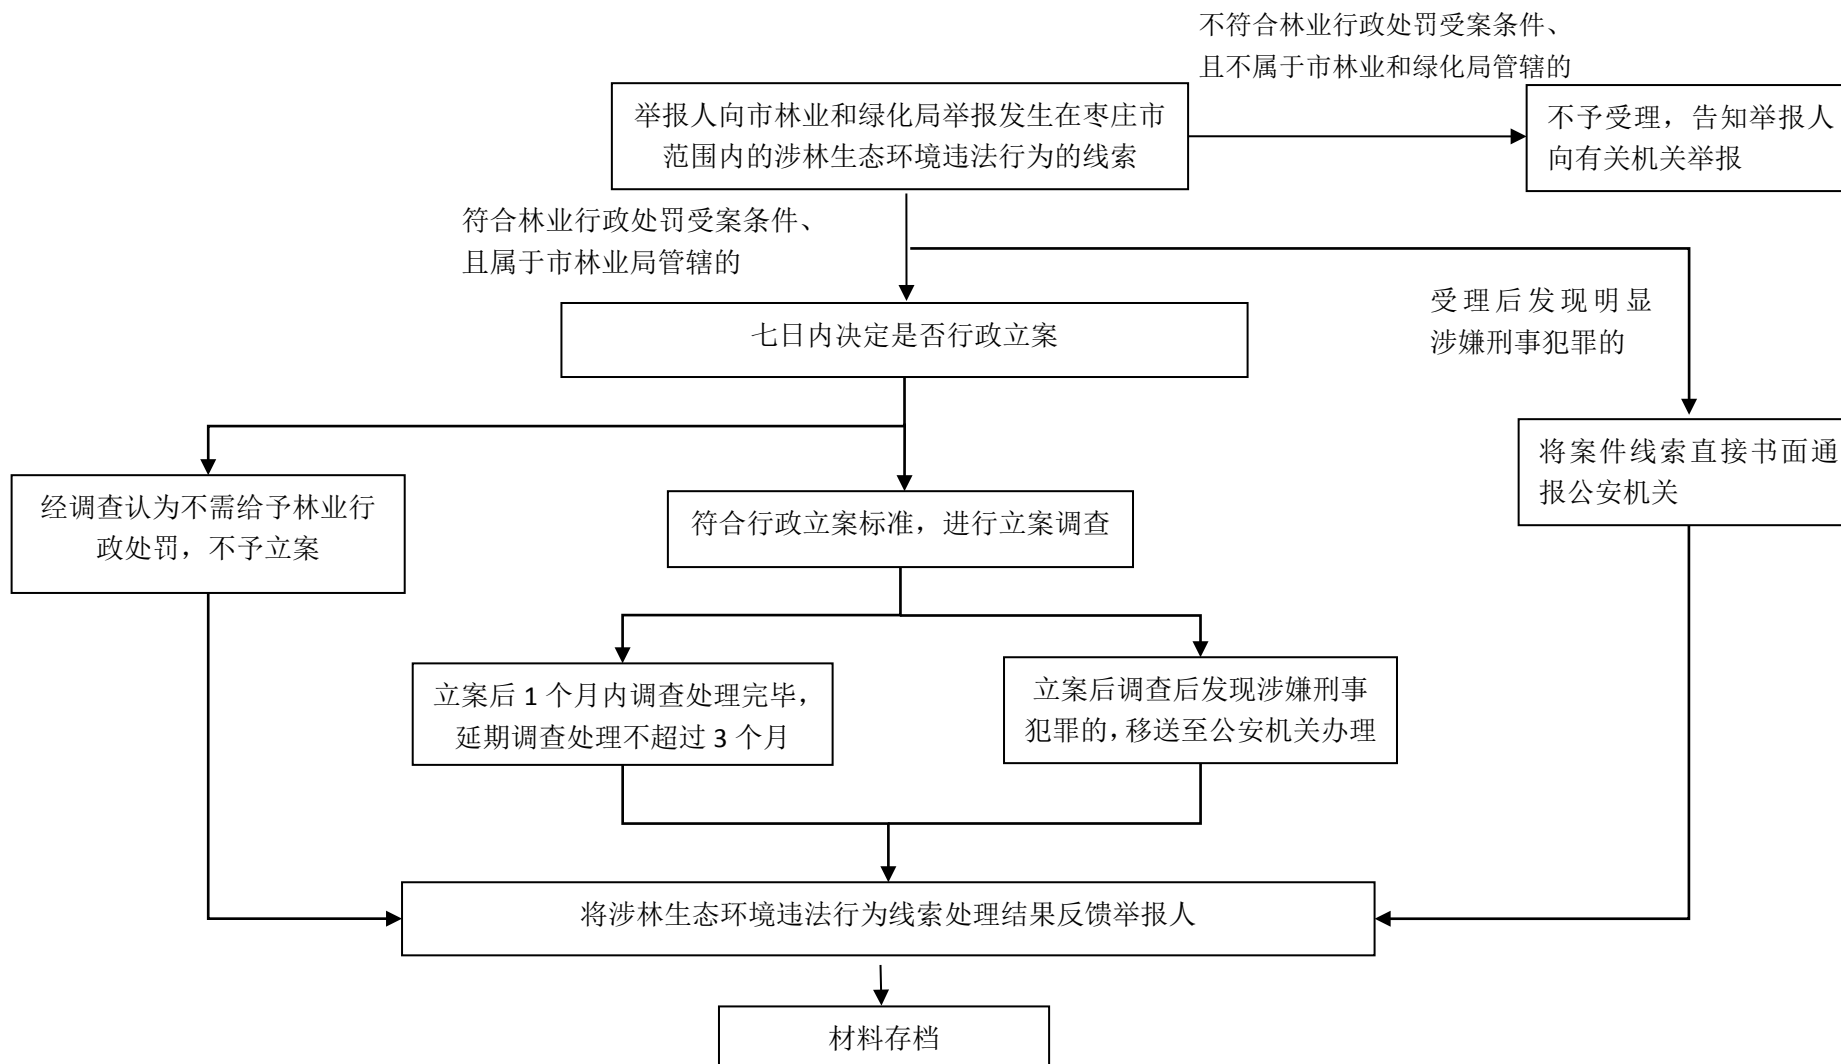 不符合林业行政处罚受案条件、
且不属于市林业和绿化局管辖的
举报人向市林业和绿化局举报发生在枣庄市
范围内的涉林生态环境违法行为的线索
不予受理，告知举报人
向有关机关举报
符合林业行政处罚受案条件、
且属于市林业局管辖的
受理后发现明显
涉嫌刑事犯罪的
七日内决定是否行政立案
将案件线索直接书面通
报公安机关
经调查认为不需给予林业行
政处罚，不予立案
符合行政立案标准，进行立案调查
立案后 1 个月内调查处理完毕，
延期调查处理不超过 3 个月
立案后调查后发现涉嫌刑事
犯罪的，移送至公安机关办理
将涉林生态环境违法行为线索处理结果反馈举报人
材料存档